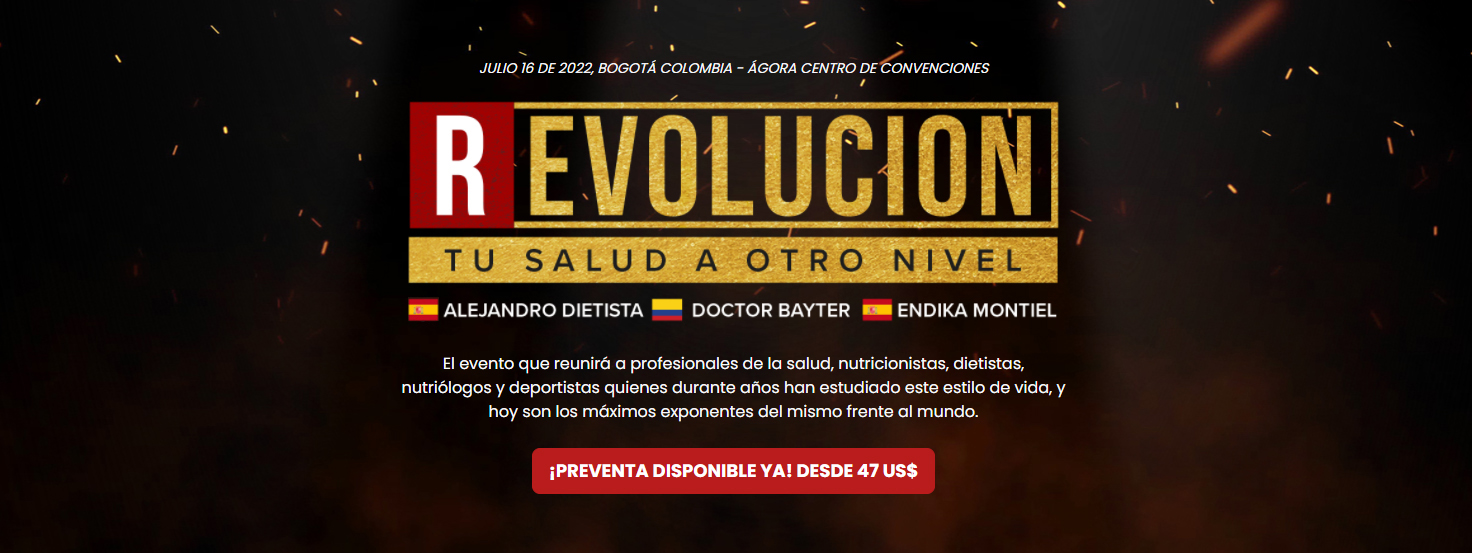 JULIO 16 DE 2022, BOGOTÁ COLOMBIA - ÁGORA CENTRO DE CONVENCIONES
REVOLUCION
TU SALUD A OTRO NIVEL
ALEJANDRO DIETISTA DOCTOR BAYTER ENDIKA MONTIEL
El evento que reunirá a profesionales de la salud, nutricionistas, dietistas,
nutriólogos y deportistas quienes durante años han estudiado este estilo de vida, y
hoy son los máximos exponentes del mismo frente al mundo.
¡PREVENTA DISPONIBLE YA! DESDE 47 US$